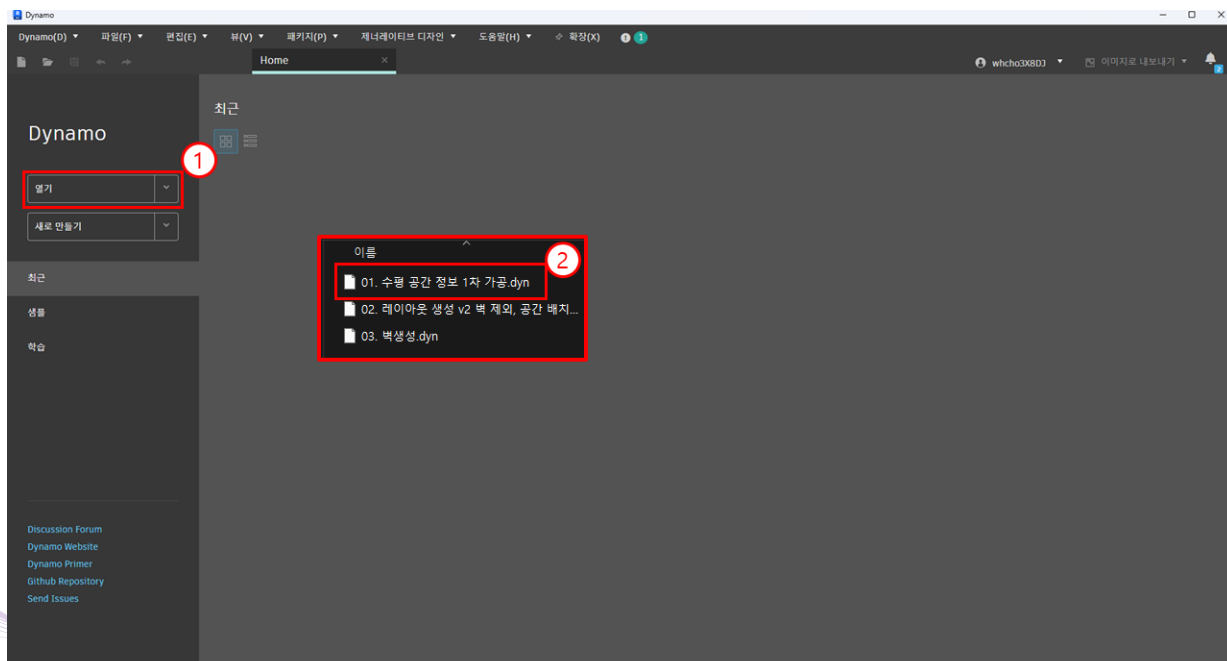 Dynamo
Dynamo(D) 파일(F) 편집(E) 뷰(V) 패키지(P) 제너레이티브 디자인 도움말(H) 확장(X) 1
Home
whcho3X8DJ 이미지로 내보내기 2
최근
Dynamo
1
열기
새로 만들기
최근
샘플
학습
이름
2
01. 수평 공간 정보 1차 가공.dyn
02. 레이아웃 생성 v2 벽 제외, 공간 배치...
03. 벽생성.dyn
Discussion Forum
Dynamo Website
Dynamo Primer
Github Repository
Send Issues